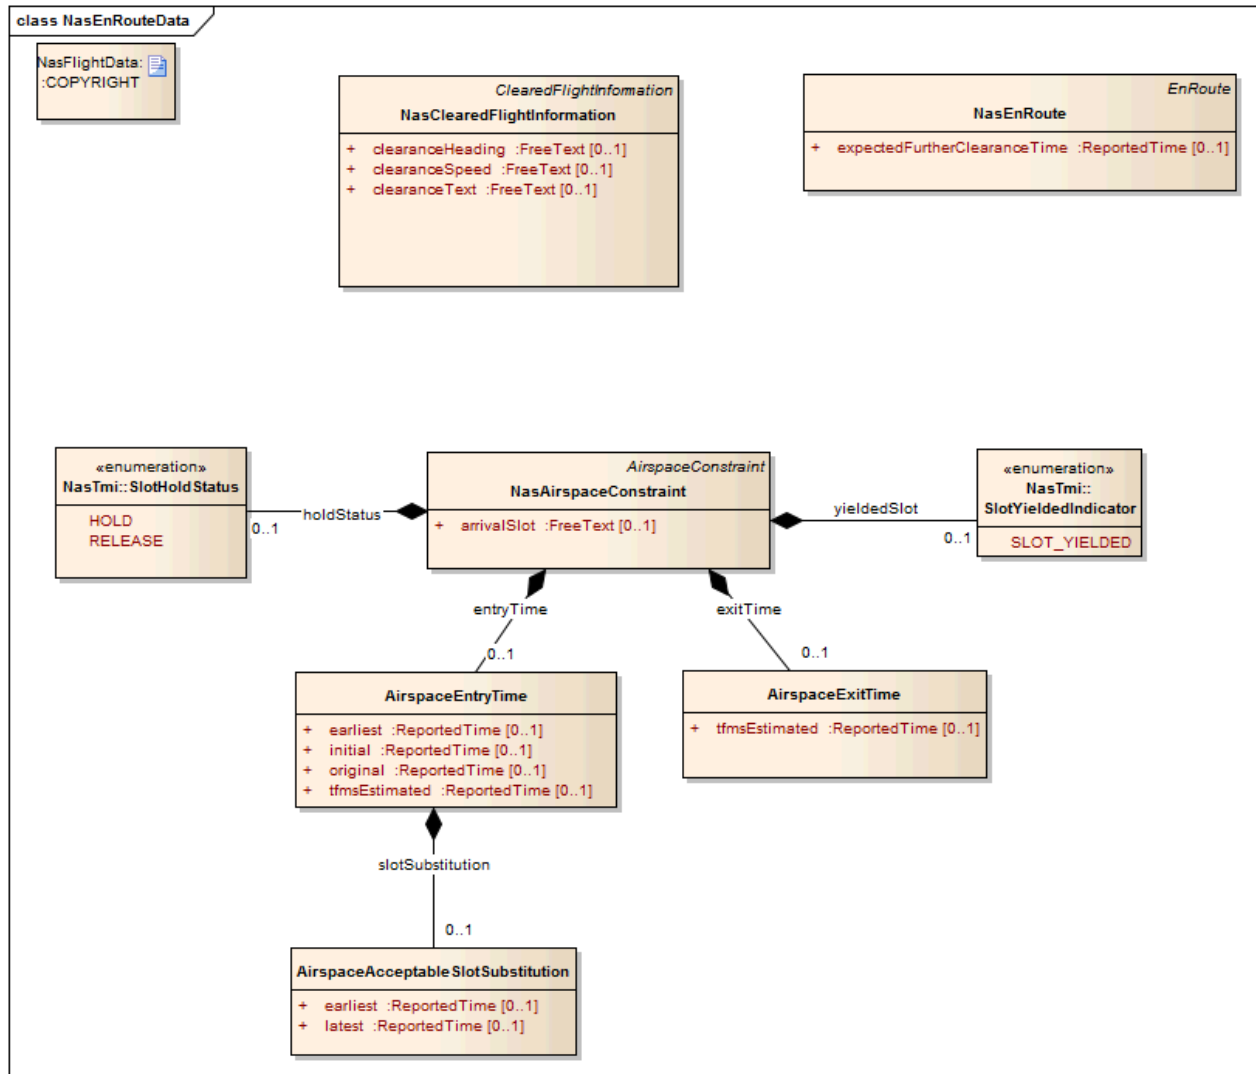 class NasEnRouteData
NasFlightData:
:COPYRIGHT
ClearedFlightInformation
NasClearedFlightInformation
+ clearanceHeading :FreeText [0..1]
+ clearanceSpeed :FreeText [0..1]
+ clearanceText :FreeText [0..1]
EnRoute
NasEnRoute
+ expectedFurtherClearanceTime :ReportedTime [0..1]
«enumeration»
NasTmi::SlotHoldStatus
HOLD
RELEASE
0..1
holdStatus
AirspaceConstraint
NasAirspaceConstraint
+ arrivalSlot :FreeText [0..1]
yieldedSlot
0..1
«enumeration»
NasTmi::
SlotYieldedIndicator
SLOT_YIELDED
entryTime
0..1
exitTime
0..1
AirspaceEntryTime
+ earliest :ReportedTime [0..1]
+ initial :ReportedTime [0..1]
+ original :ReportedTime [0..1]
+ tfmsEstimated :ReportedTime [0..1]
AirspaceExitTime
+ tfmsEstimated :ReportedTime [0..1]
slotSubstitution
0..1
AirspaceAcceptableSlotSubstitution
+ earliest :ReportedTime [0..1]
+ latest :ReportedTime [0..1]